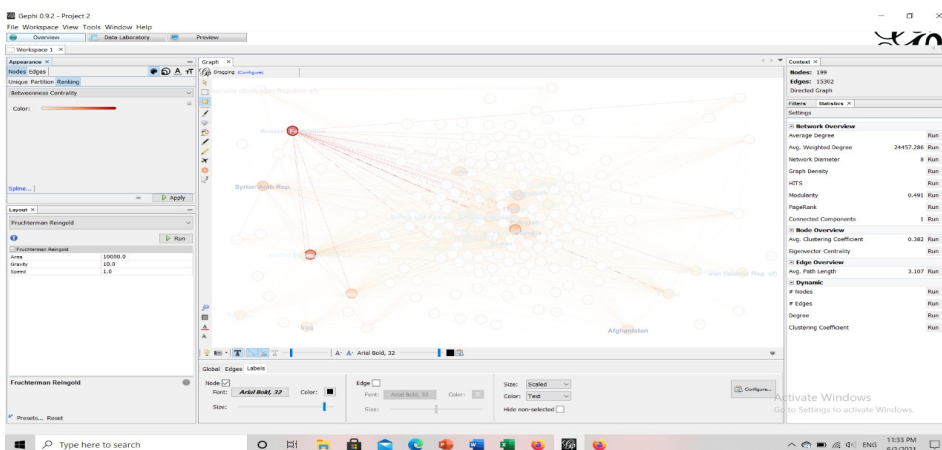 Gephi 0.9.2 - Project 2
File Workspace View Tools Window Help
Overview Data Laboratory Preview
Workspace 1 ×
Appearance ×
Nodes Edges
Unique Partition Ranking
Betweenness Centrality
Color:
Spline...
Apply
Layout ×
Fruchterman Reingold
Run
Fruchterman Reingold
Area 10000.0
Gravity 10.0
Speed 1.0
Fruchterman Reingold
Presets... Reset
Graph ×
Dragging (Configure)
Syrian Arab Rep.
Iraq
Afghanistan
A- A- Arial Bold, 32
Global Edges Labels
Node Edge Size: Scaled
Font: Arial Bold, 32 Color: Font: Arial Bold, 32 Color: Color: Text
Size: Size: Hide non-selected
Configure...
Context ×
Nodes: 199
Edges: 15302
Directed Graph
Filters Statistics ×
Settings
Network Overview
Average Degree Run
Avg. Weighted Degree 24457.286 Run
Network Diameter 8 Run
Graph Density Run
HITS Run
Modularity 0.491 Run
PageRank Run
Connected Components 1 Run
Node Overview
Avg. Clustering Coefficient 0.382 Run
Eigenvector Centrality Run
Edge Overview
Avg. Path Length 3.107 Run
Dynamic
# Nodes Run
# Edges Run
Degree Run
Clustering Coefficient Run
Activate Windows
Go to Settings to activate Windows.
Type here to search
ENG 11:33 PM
6/3/2021